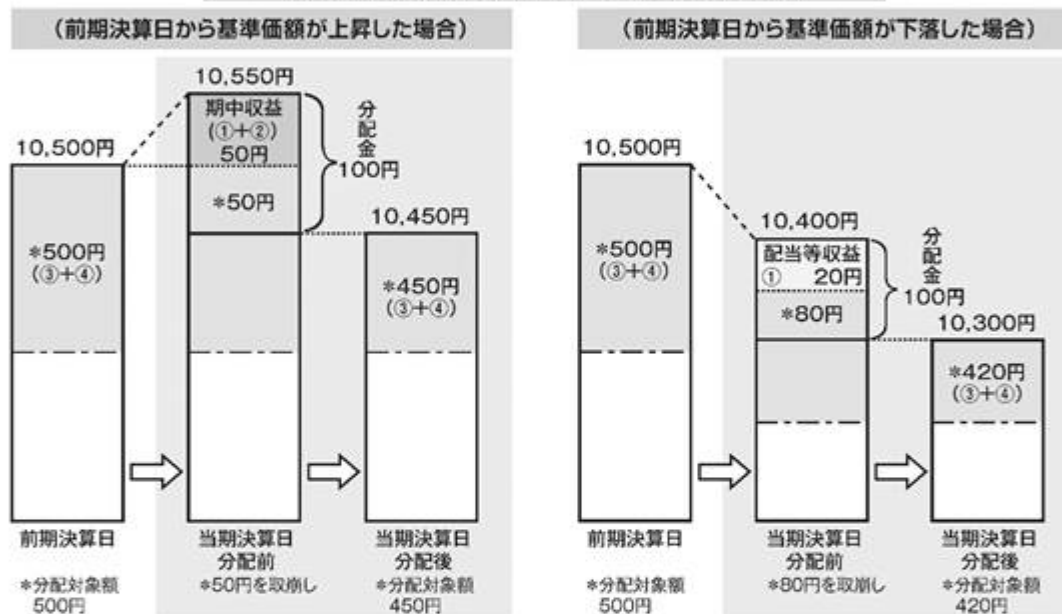 （前期決算日から基準価額が上昇した場合）
10,550円
期中収益
（①＋②）
50円
＊50円
分配金
100円
10,500円
＊500円
（③＋④）
10,450円
＊450円
（③＋④）
前期決算日
当期決算日
分配前
当期決算日
分配後
＊分配対象額
500円
＊50円を取崩し
＊分配対象額
450円
（前期決算日から基準価額が下落した場合）
10,500円
＊500円
（③＋④）
10,400円
配当等収益
① 20円
＊80円
分配金
100円
10,300円
＊420円
（③＋④）
前期決算日
当期決算日
分配前
当期決算日
分配後
＊分配対象額
500円
＊80円を取崩し
＊分配対象額
420円